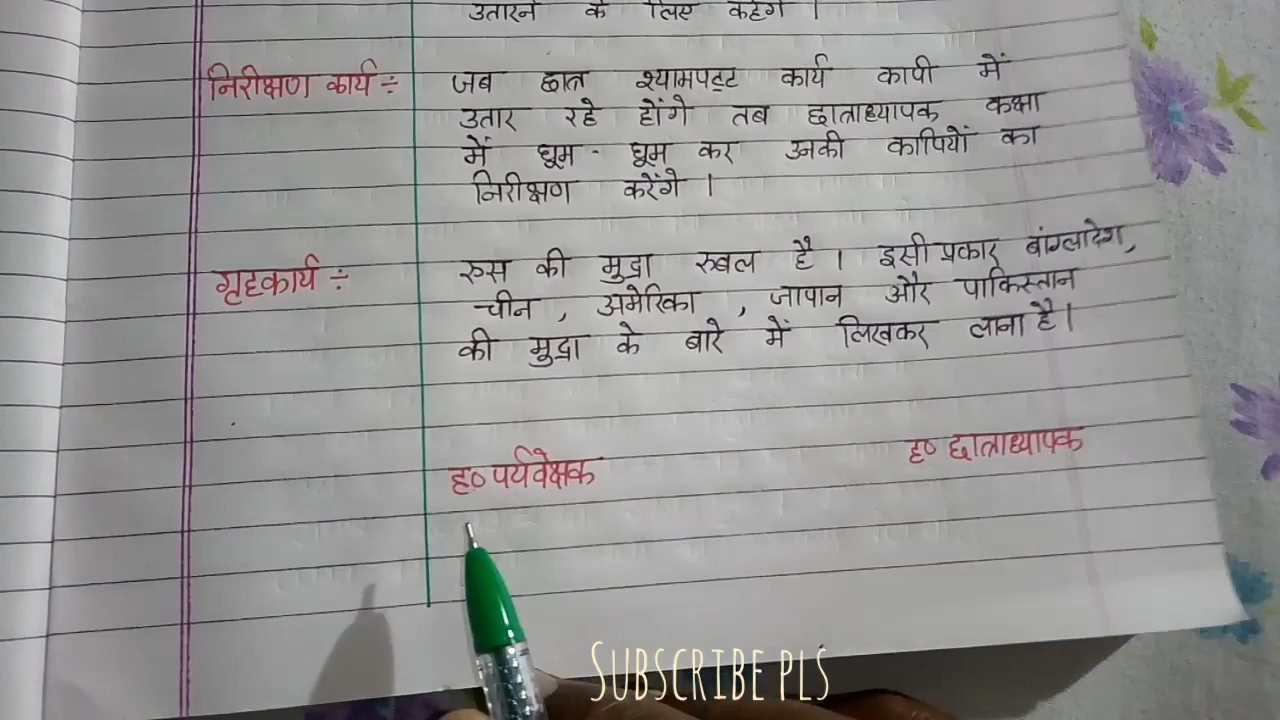 उतारने के लिए कहेंगे ।
निरीक्षण कार्य ÷ जब छात्र श्यामपट्ट कार्य कापी में
उतार रहे होंगे तब छात्राध्यापक कक्षा
में घूम - घूम कर उनकी कापियों का
निरीक्षण करेंगे ।
गृहकार्य ÷ रुस की मुद्रा रुबल है । इसी प्रकार बांग्लादेश,
चीन , अमेरिका , जापान और पाकिस्तान
की मुद्रा के बारे में लिखकर लाना है।
ह० पर्यवेक्षक ह० छात्राध्यापक
SUBSCRIBE PLS